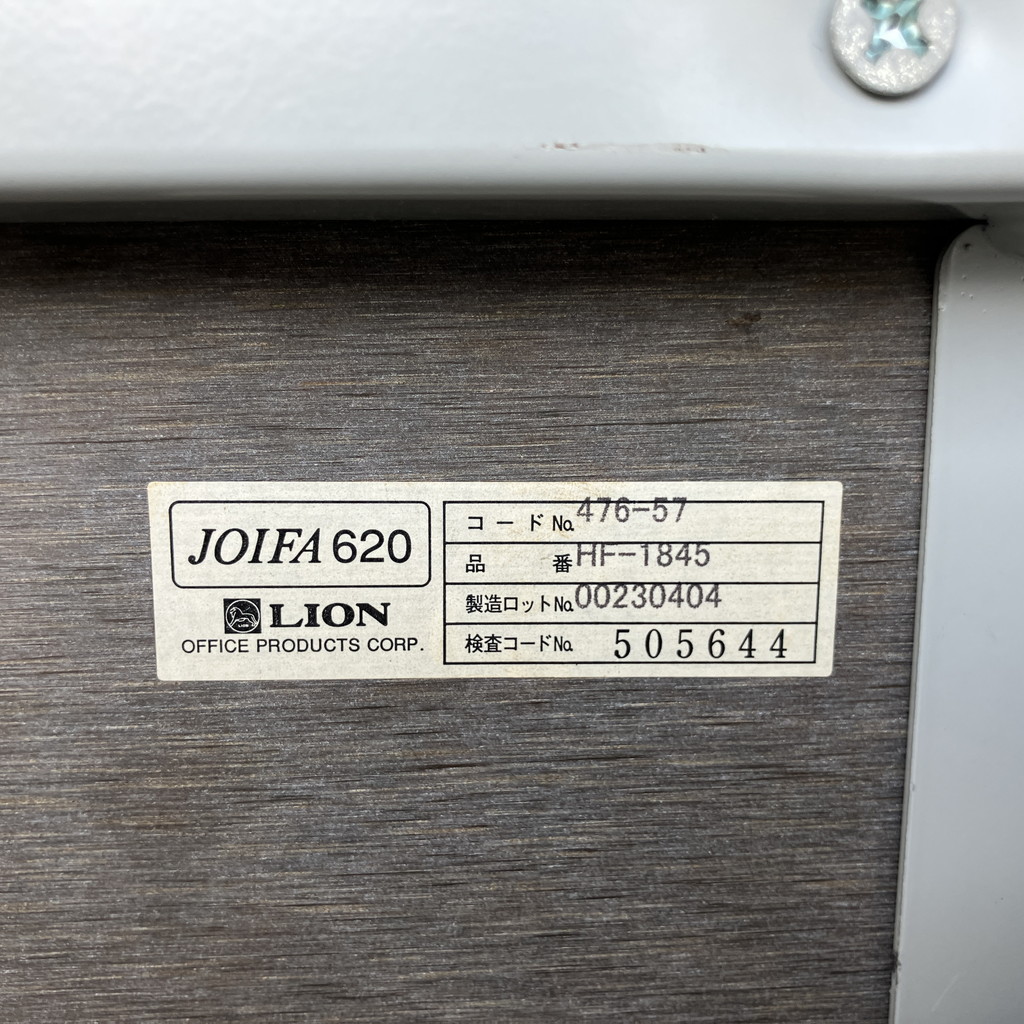 JOIFA 620
LION
OFFICE PRODUCTS CORP.
コードNo. 476-57
品番 HF-1845
製造ロットNo. 00230404
検査コードNo. 505644